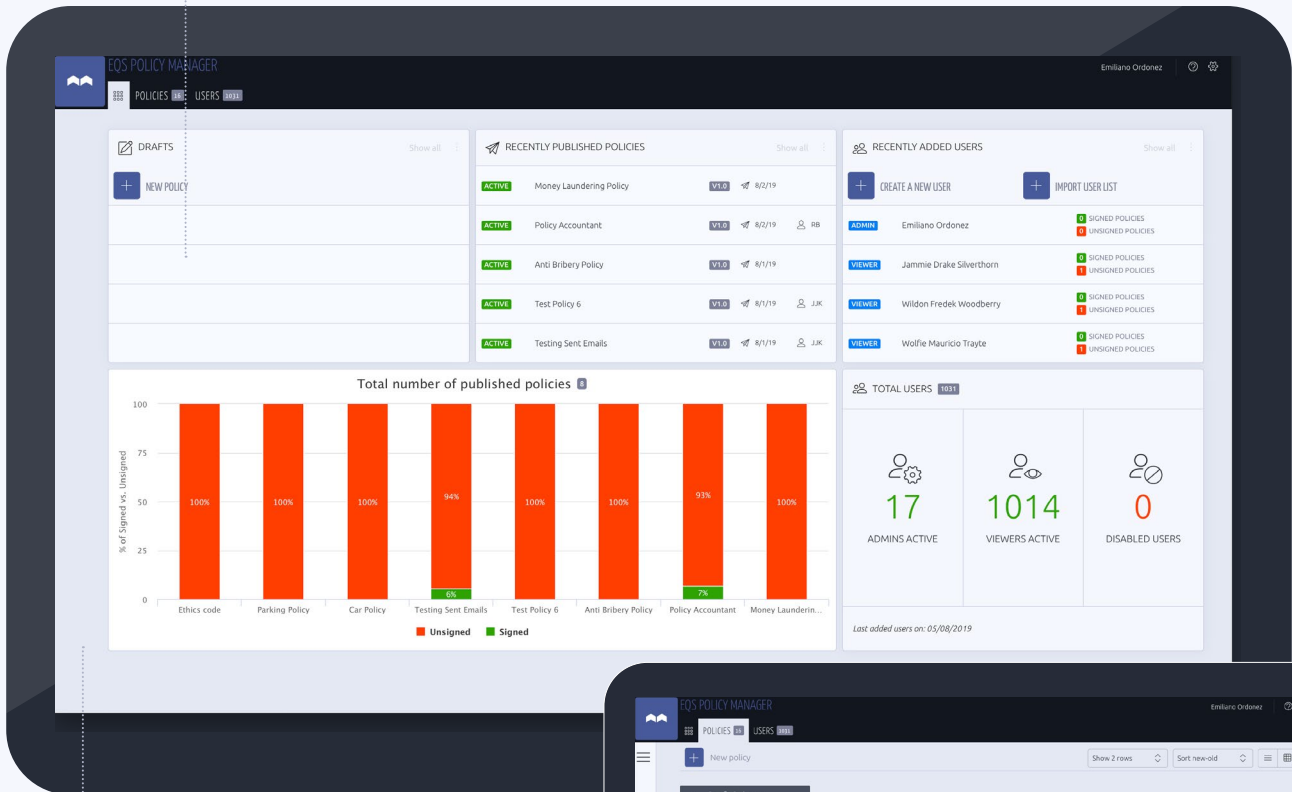 EQS POLICY MANAGER
Emiliano Ordonez
POLICIES 16 USERS 1031
DRAFTS Show all
NEW POLICY
RECENTLY PUBLISHED POLICIES Show all
ACTIVE Money Laundering Policy V1.0 8/2/19
ACTIVE Policy Accountant V1.0 8/2/19 RB
ACTIVE Anti Bribery Policy V1.0 8/1/19
ACTIVE Test Policy 6 V1.0 8/1/19 JJK
ACTIVE Testing Sent Emails V1.0 8/1/19 JJK
RECENTLY ADDED USERS Show all
CREATE A NEW USER IMPORT USER LIST
ADMIN Emiliano Ordonez 0 SIGNED POLICIES
0 UNSIGNED POLICIES
VIEWER Jammie Drake Silverthorn 0 SIGNED POLICIES
1 UNSIGNED POLICIES
VIEWER Wildon Fredek Woodberry 0 SIGNED POLICIES
1 UNSIGNED POLICIES
VIEWER Wolfie Mauricio Trayte 0 SIGNED POLICIES
1 UNSIGNED POLICIES
Total number of published policies 8
% of Signed vs. Unsigned
100
75
50
25
0
100% 100% 100% 94% 100% 100% 93% 100%
6% 7%
Ethics code Parking Policy Car Policy Testing Sent Emails Test Policy 6 Anti Bribery Policy Policy Accountant Money Launderin...
Unsigned Signed
TOTAL USERS 1031
17 1014 0
ADMINS ACTIVE VIEWERS ACTIVE DISABLED USERS
Last added users on: 05/08/2019
EQS POLICY MANAGER
Emiliano Ordonez
POLICIES 16 USERS 1031
New policy Show 2 rows Sort new-old